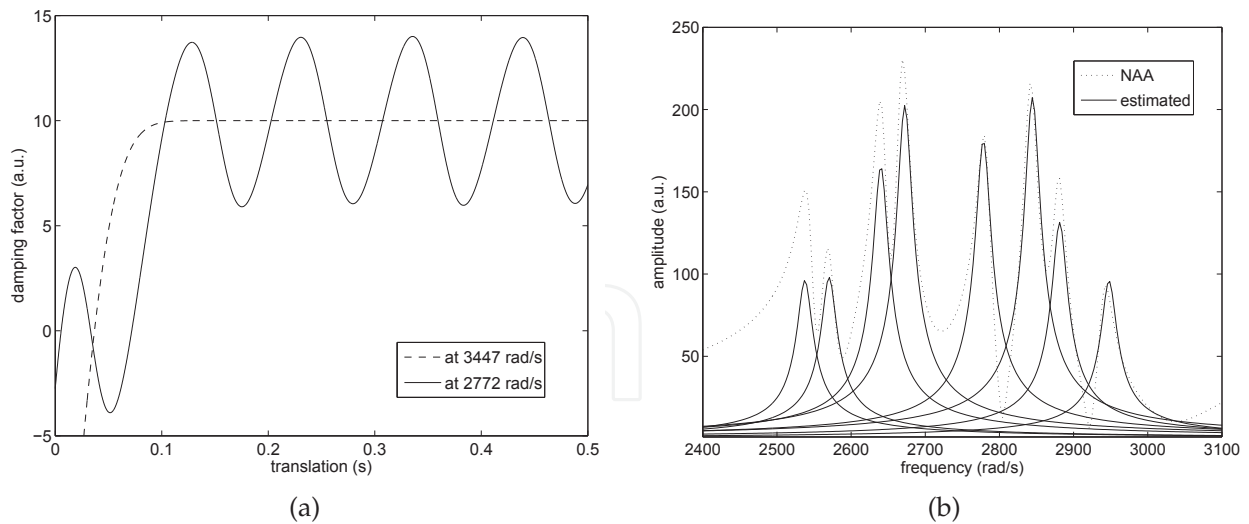 15
10
5
0
−5
damping factor (a.u.)
0
0.1
0.2
0.3
0.4
0.5
translation (s)
at 3447 rad/s
at 2772 rad/s
(a)
250
200
150
100
50
amplitude (a.u.)
2400
2500
2600
2700
2800
2900
3000
3100
frequency (rad/s)
NAA
estimated
(b)